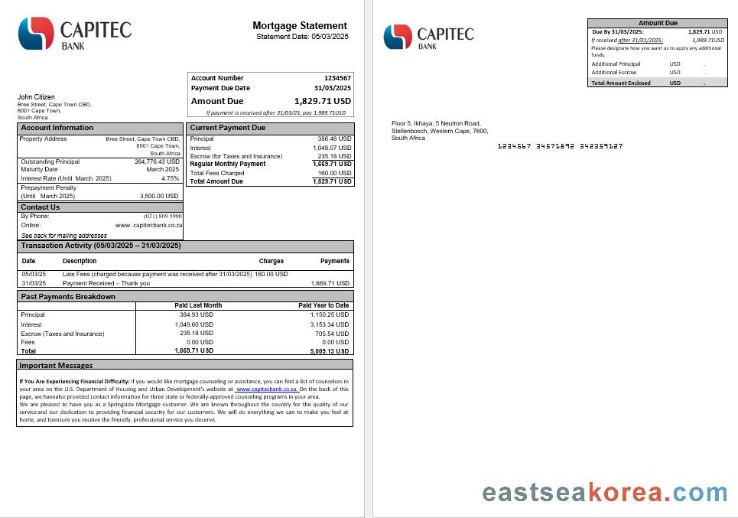 CAPITEC
BANK
Mortgage Statement
Statement Date: 05/03/2025
Account Number 1234567
Payment Due Date 31/03/2025
Amount Due 1,829.71 USD
If payment is received after 31/03/25, pay 1,989.71USD
John Citizen
Bree Street, Cape Town CBD,
8001 Cape Town,
South Africa
Account Information
Property Address Bree Street, Cape Town CBD,
8001 Cape Town,
South Africa
Outstanding Principal 264,776.43 USD
Maturity Date March 2025
Interest Rate (Until March 2025) 4.75%
Prepayment Penalty
(Until March 2025) 3,500.00 USD
Current Payment Due
Principal 386.46 USD
Interest 1,048.07 USD
Escrow (for Taxes and Insurance) 235.18 USD
Regular Monthly Payment 1,669.71 USD
Total Fees Charged 160.00 USD
Total Amount Due 1,829.71 USD
Contact Us
By Phone: (021) 809 5900
Online: www. capitecbank.co.za
See back for mailing addresses
Transaction Activity (05/03/2025 – 31/03/2025)
Date Description Charges Payments
05/03/25 Late Fees (charged because payment was received after 31/03/2025) 160.00 USD
31/03/25 Payment Received – Thank you 1,669.71 USD
Past Payments Breakdown
Paid Last Month Paid Year to Date
Principal 384.93 USD 1,150.25 USD
Interest 1,049.60 USD 3,153.34 USD
Escrow (Taxes and Insurance) 235.18 USD 705.54 USD
Fees 0.00 USD 0.00 USD
Total 1,669.71 USD 5,009.13 USD
Important Messages
If You Are Experiencing Financial Difficulty: If you would like mortgage counseling or assistance, you can find a list of counselors in
your area on the U.S. Department of Housing and Urban Development's website at www.capitecbank.co.za On the back of
page, we havealso provided contact information for three state or federally-approved counseling programs in your area.
We are pleased to have you as a Springside Mortgage customer. We are known throughout the country for the quality of our
service and our dedication to providing financial security for our customers. We will do everything we can to make you feel at
home, and toensure you receive the friendly, professional service you deserve.
CAPITEC
BANK
Amount Due
Due By 31/03/2025: 1,829.71 USD
If received after 31/03/2025: 1,989.71USD
Please designate how you want us to apply any additional
funds.
Additional Principal USD .
Additional Escrow USD .
Total Amount Enclosed USD .
Floor 5, Ikhaya, 5 Neutron Road,
Stellenbosch, Western Cape, 7600,
South Africa
1234567 34571892 342359127
eastseakorea.com